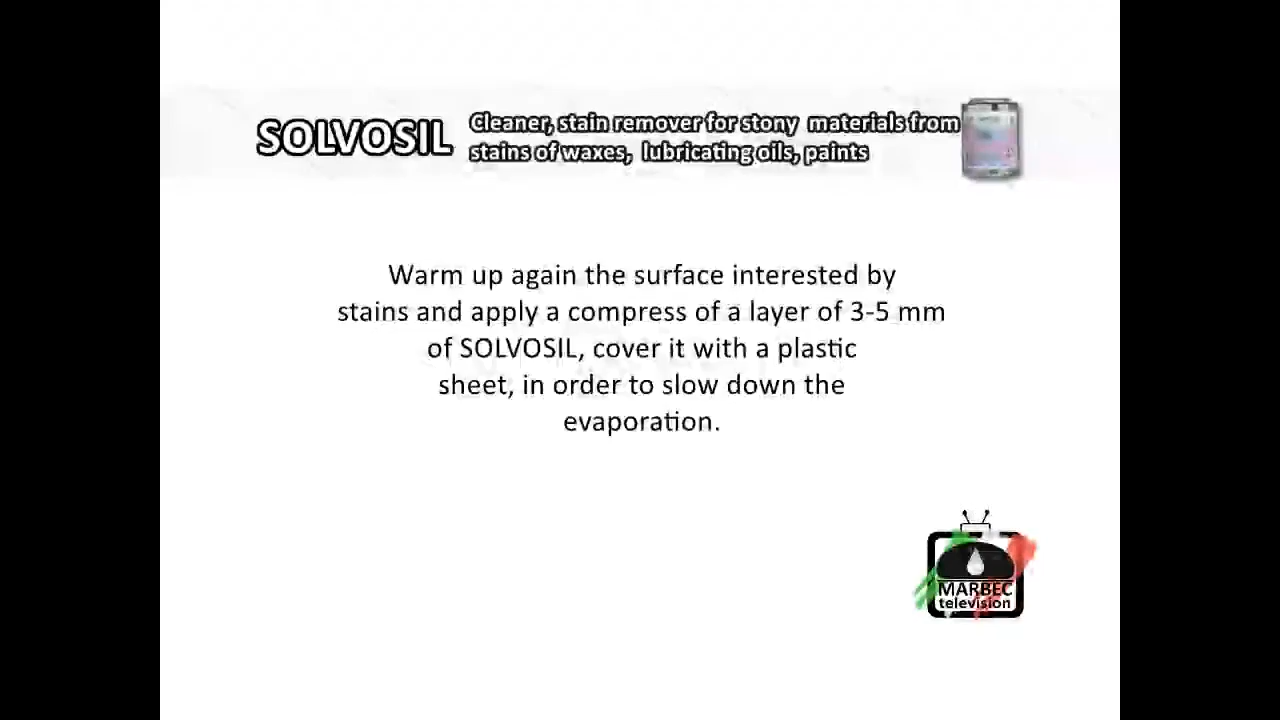 SOLVOSIL
Cleaner, stain remover for stony materials from
stains of waxes, lubricating oils, paints
Warm up again the surface interested by
stains and apply a compress of a layer of 3-5 mm
of SOLVOSIL, cover it with a plastic
sheet, in order to slow down the
evaporation.
MARBEC
television